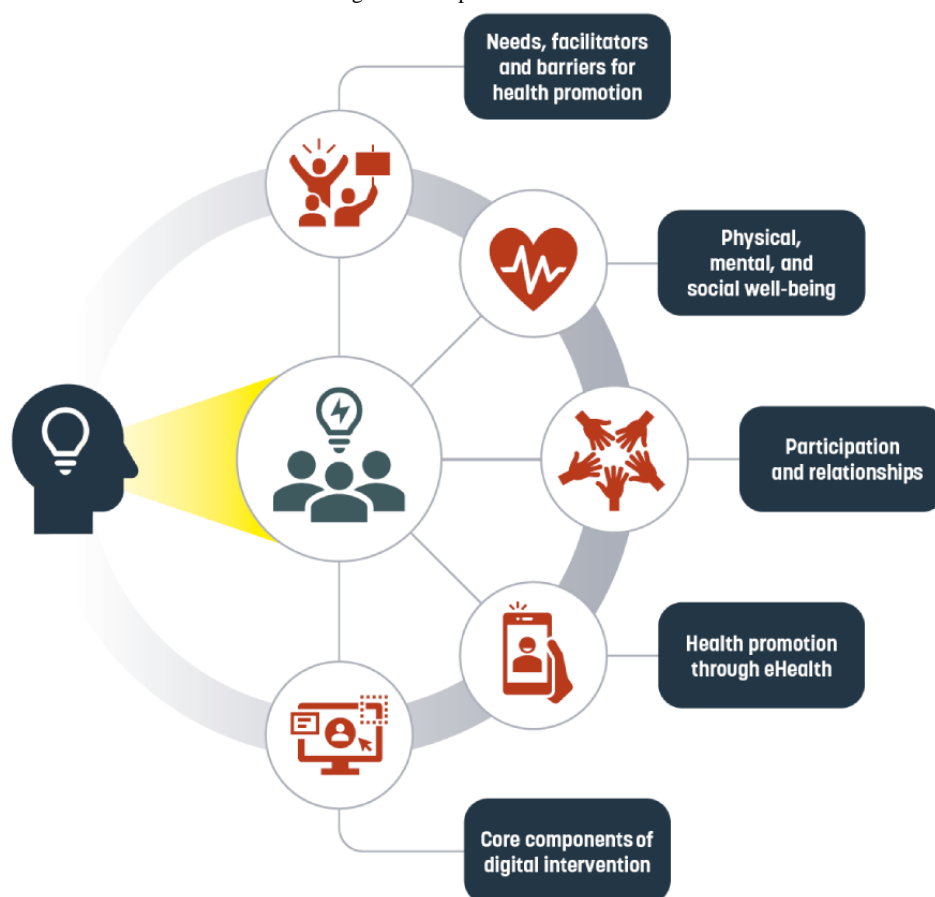 Needs, facilitators
and barriers for
health promotion
Physical,
mental, and
social well-being
Participation
and relationships
Health promotion
through eHealth
Core components of
digital intervention